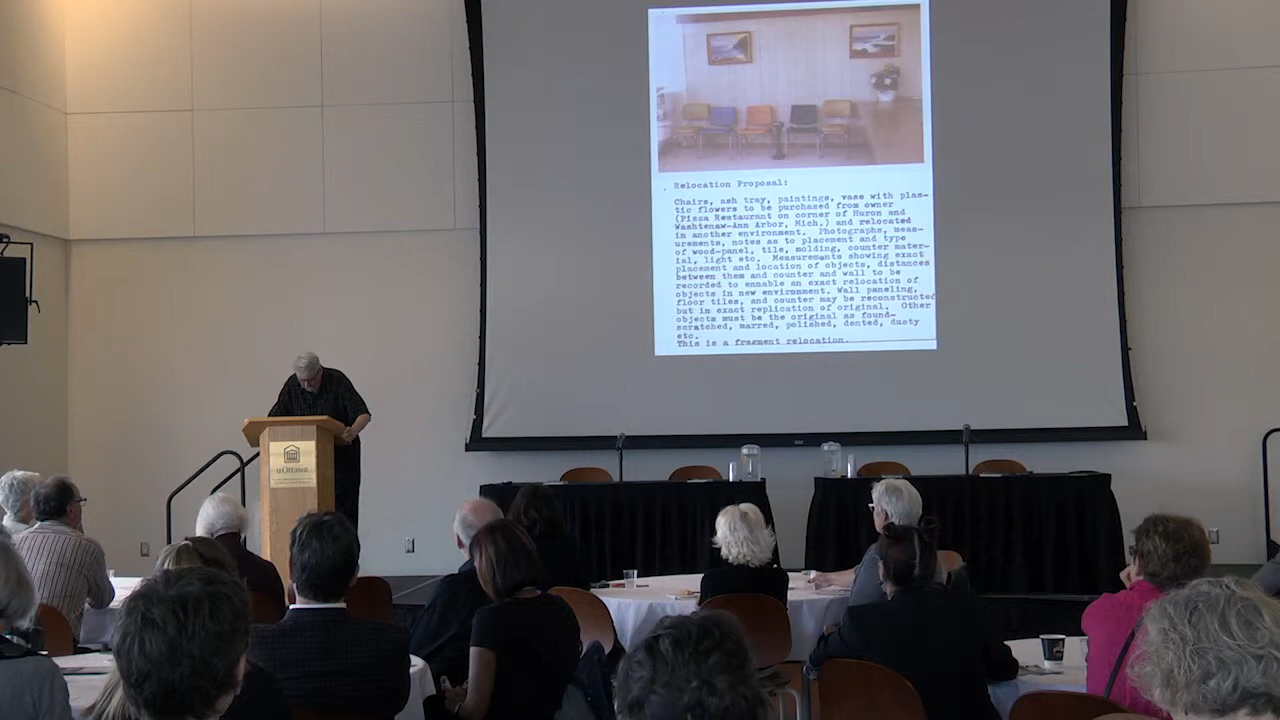 Relocation Proposal:
Chairs, ash tray, paintings, vase with plas-
tic flowers to be purchased from owner
(Pizza Restaurant on corner of Huron and
Washtenaw-Ann Arbor, Mich.) and relocated
in another environment. Photographs, meas-
urements, notes as to placement and type
of wood-panel, tile, molding, counter mater-
ial, light etc. Measurements showing exact
placement and location of objects, distances
between them and counter and wall to be
recorded to ennable an exact relocation of
objects in new environment. Wall paneling,
floor tiles, and counter may be reconstructed
but in exact replication of original. Other
objects must be the original as found-
scratched, marred, polished, dented, dusty
etc.
This is a fragment relocation.
uOttawa